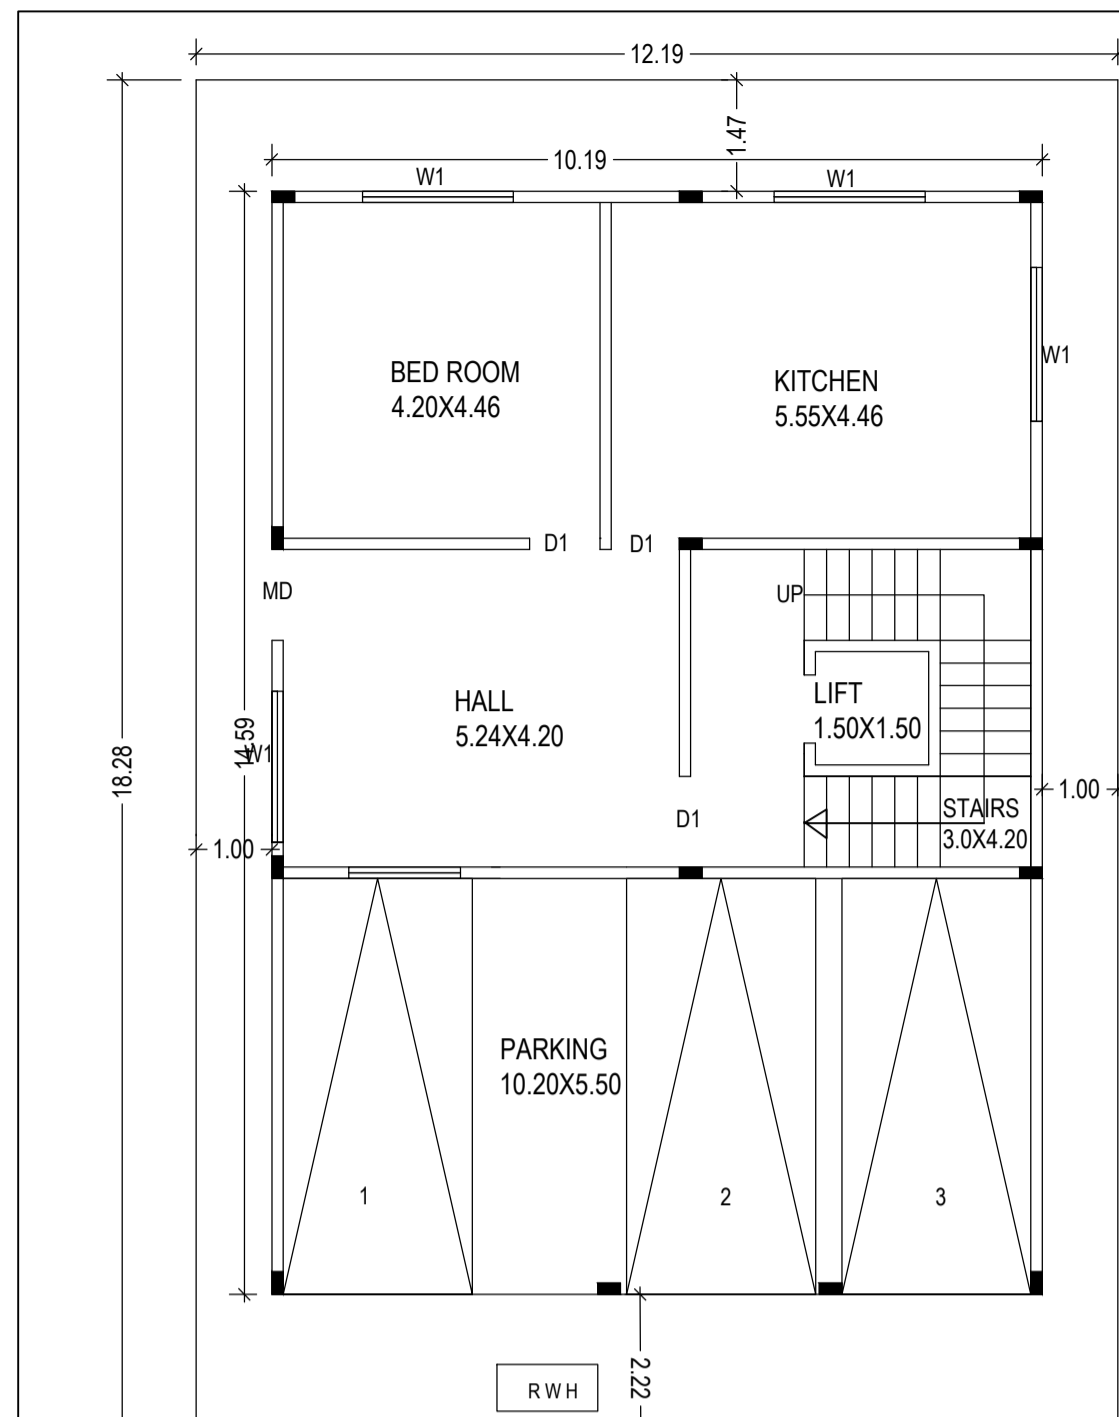 12.19
1.47
10.19
W1
W1
BED ROOM
4.20X4.46
KITCHEN
5.55X4.46
W1
D1
D1
MD
UP
HALL
5.24X4.20
LIFT
1.50X1.50
14.59
W1
18.28
1.00
1.00
D1
STAIRS
3.0X4.20
PARKING
10.20X5.50
1
2
3
2.22
RWH